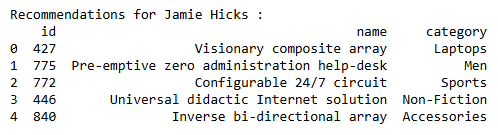 Recommendations for Jamie Hicks :
id name category
0 427 Visionary composite array Laptops
1 775 Pre-emptive zero administration help-desk Men
2 772 Configurable 24/7 circuit Sports
3 446 Universal didactic Internet solution Non-Fiction
4 840 Inverse bi-directional array Accessories